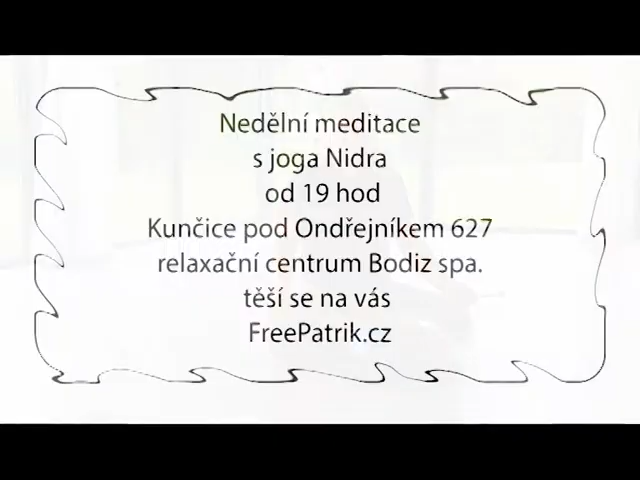 Nedělní meditace
s joga Nidra
od 19 hod
Kunčice pod Ondřejníkem 627
relaxační centrum Bodiz spa.
těší se na vás
FreePatrik.cz